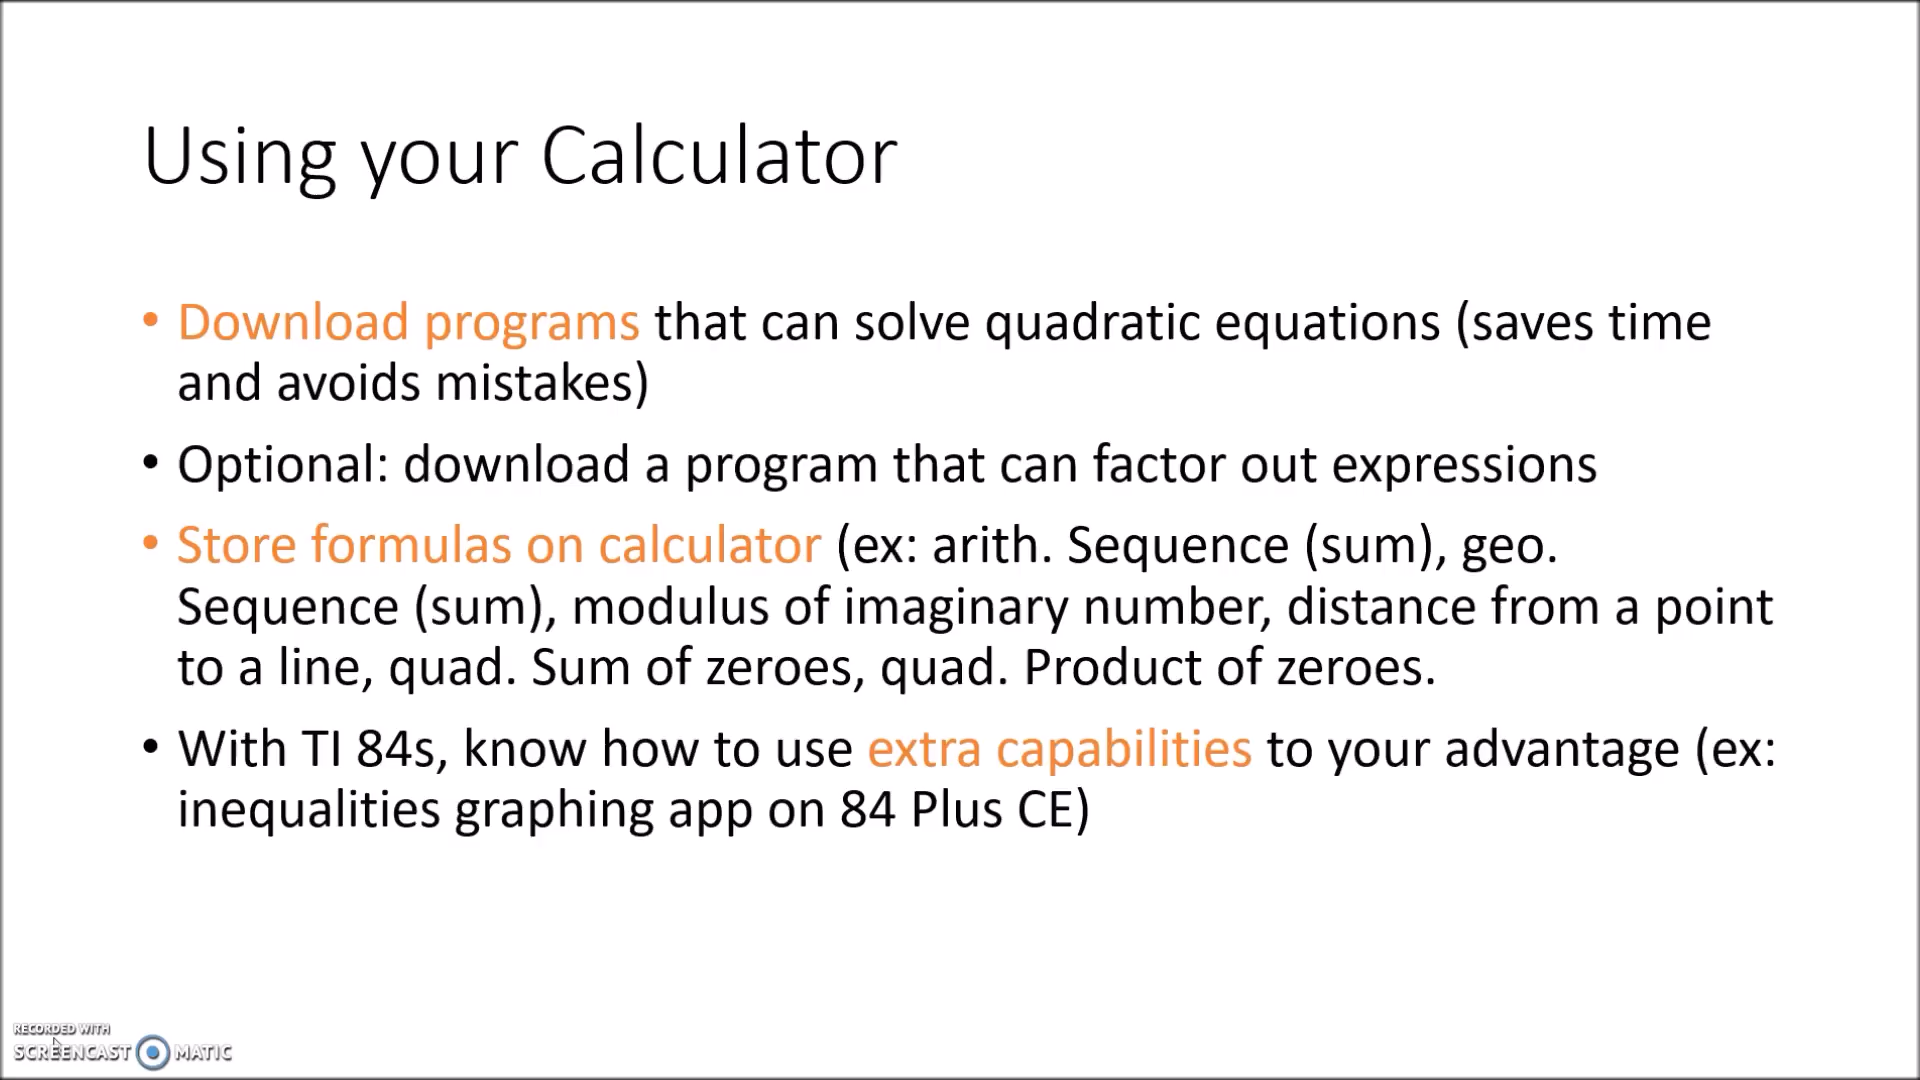 Using your Calculator
• Download programs that can solve quadratic equations (saves time
and avoids mistakes)
• Optional: download a program that can factor out expressions
• Store formulas on calculator (ex: arith. Sequence (sum), geo.
Sequence (sum), modulus of imaginary number, distance from a point
to a line, quad. Sum of zeroes, quad. Product of zeroes.
• With TI 84s, know how to use extra capabilities to your advantage (ex:
inequalities graphing app on 84 Plus CE)
RECORDED WITH
SCREENCAST MATIC